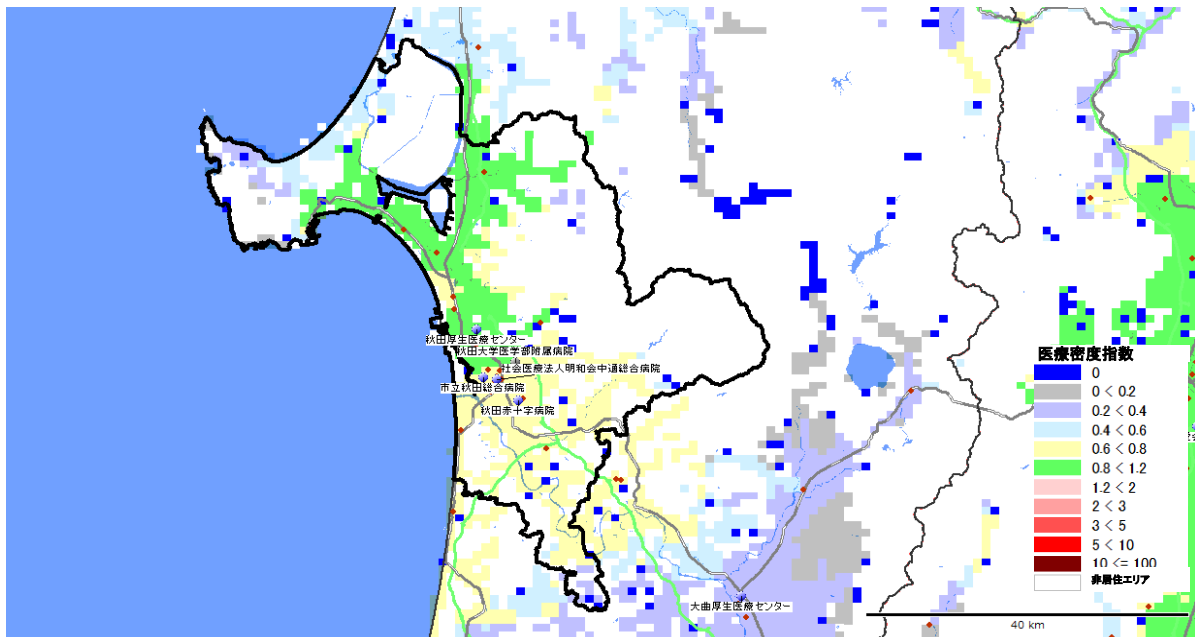 秋田厚生医療センター
秋田大学医学部附属病院
社会医療法人明和会中通総合病院
市立秋田総合病院
秋田赤十字病院
大曲厚生医療センター
医療密度指数
0
0 < 0.2
0.2 < 0.4
0.4 < 0.6
0.6 < 0.8
0.8 < 1.2
1.2 < 2
2 < 3
3 < 5
5 < 10
10 <= 100
非居住エリア
40 km